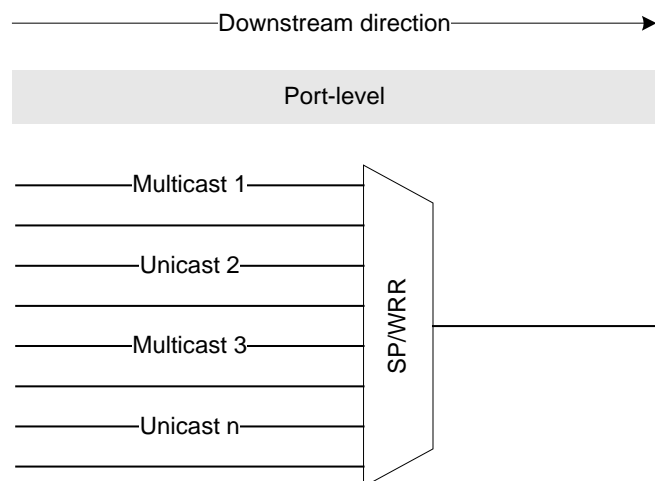 Downstream direction
Port-level
Multicast 1
Unicast 2
Multicast 3
Unicast n
SP/WRR